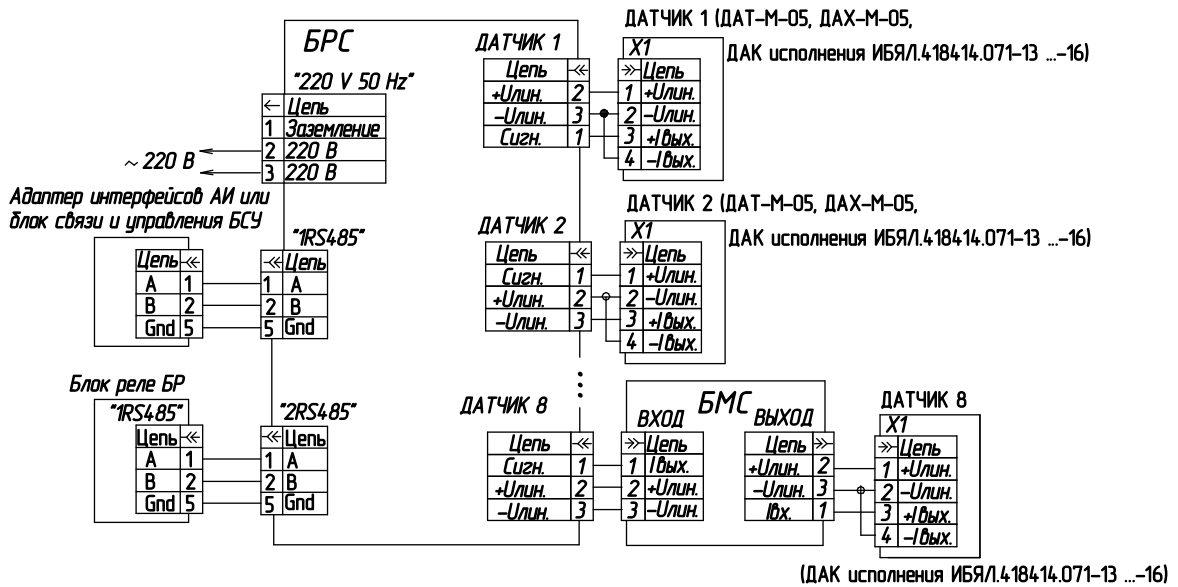 ДАТЧИК 1 (ДАТ-М-05, ДАХ-М-05,
ДАК исполнения ИБЯЛ.418414.071-13 ...-16)
БРС
"220 V 50 Hz"
← Цепь
1 Заземление
2 220 В
3 220 В
~ 220 В
ДАТЧИК 1
Цепь
+Uлин. 2
-Uлин. 3
Сигн. 1
X1
Цепь
1 +Uлин.
2 -Uлин.
3 +Iвых.
4 -Iвых.
Адаптер интерфейсов АИ или
блок связи и управления БСУ
Цепь
A 1
B 2
Gnd 5
"1RS485"
Цепь
1 A
2 B
5 Gnd
ДАТЧИК 2 (ДАТ-М-05, ДАХ-М-05,
ДАК исполнения ИБЯЛ.418414.071-13 ...-16)
ДАТЧИК 2
Цепь
Сигн. 1
+Uлин. 2
-Uлин. 3
X1
Цепь
1 +Uлин.
2 -Uлин.
3 +Iвых.
4 -Iвых.
Блок реле БР
"1RS485"
Цепь
A 1
B 2
Gnd 5
"2RS485"
Цепь
1 A
2 B
5 Gnd
ДАТЧИК 8
Цепь
Сигн. 1
+Uлин. 2
-Uлин. 3
БМС
ВХОД
Цепь
1 Iвых.
2 +Uлин.
3 -Uлин.
ВЫХОД
Цепь
+Uлин. 2
-Uлин. 3
Iвх. 1
ДАТЧИК 8
X1
Цепь
1 +Uлин.
2 -Uлин.
3 +Iвых.
4 -Iвых.
(ДАК исполнения ИБЯЛ.418414.071-13 ...-16)